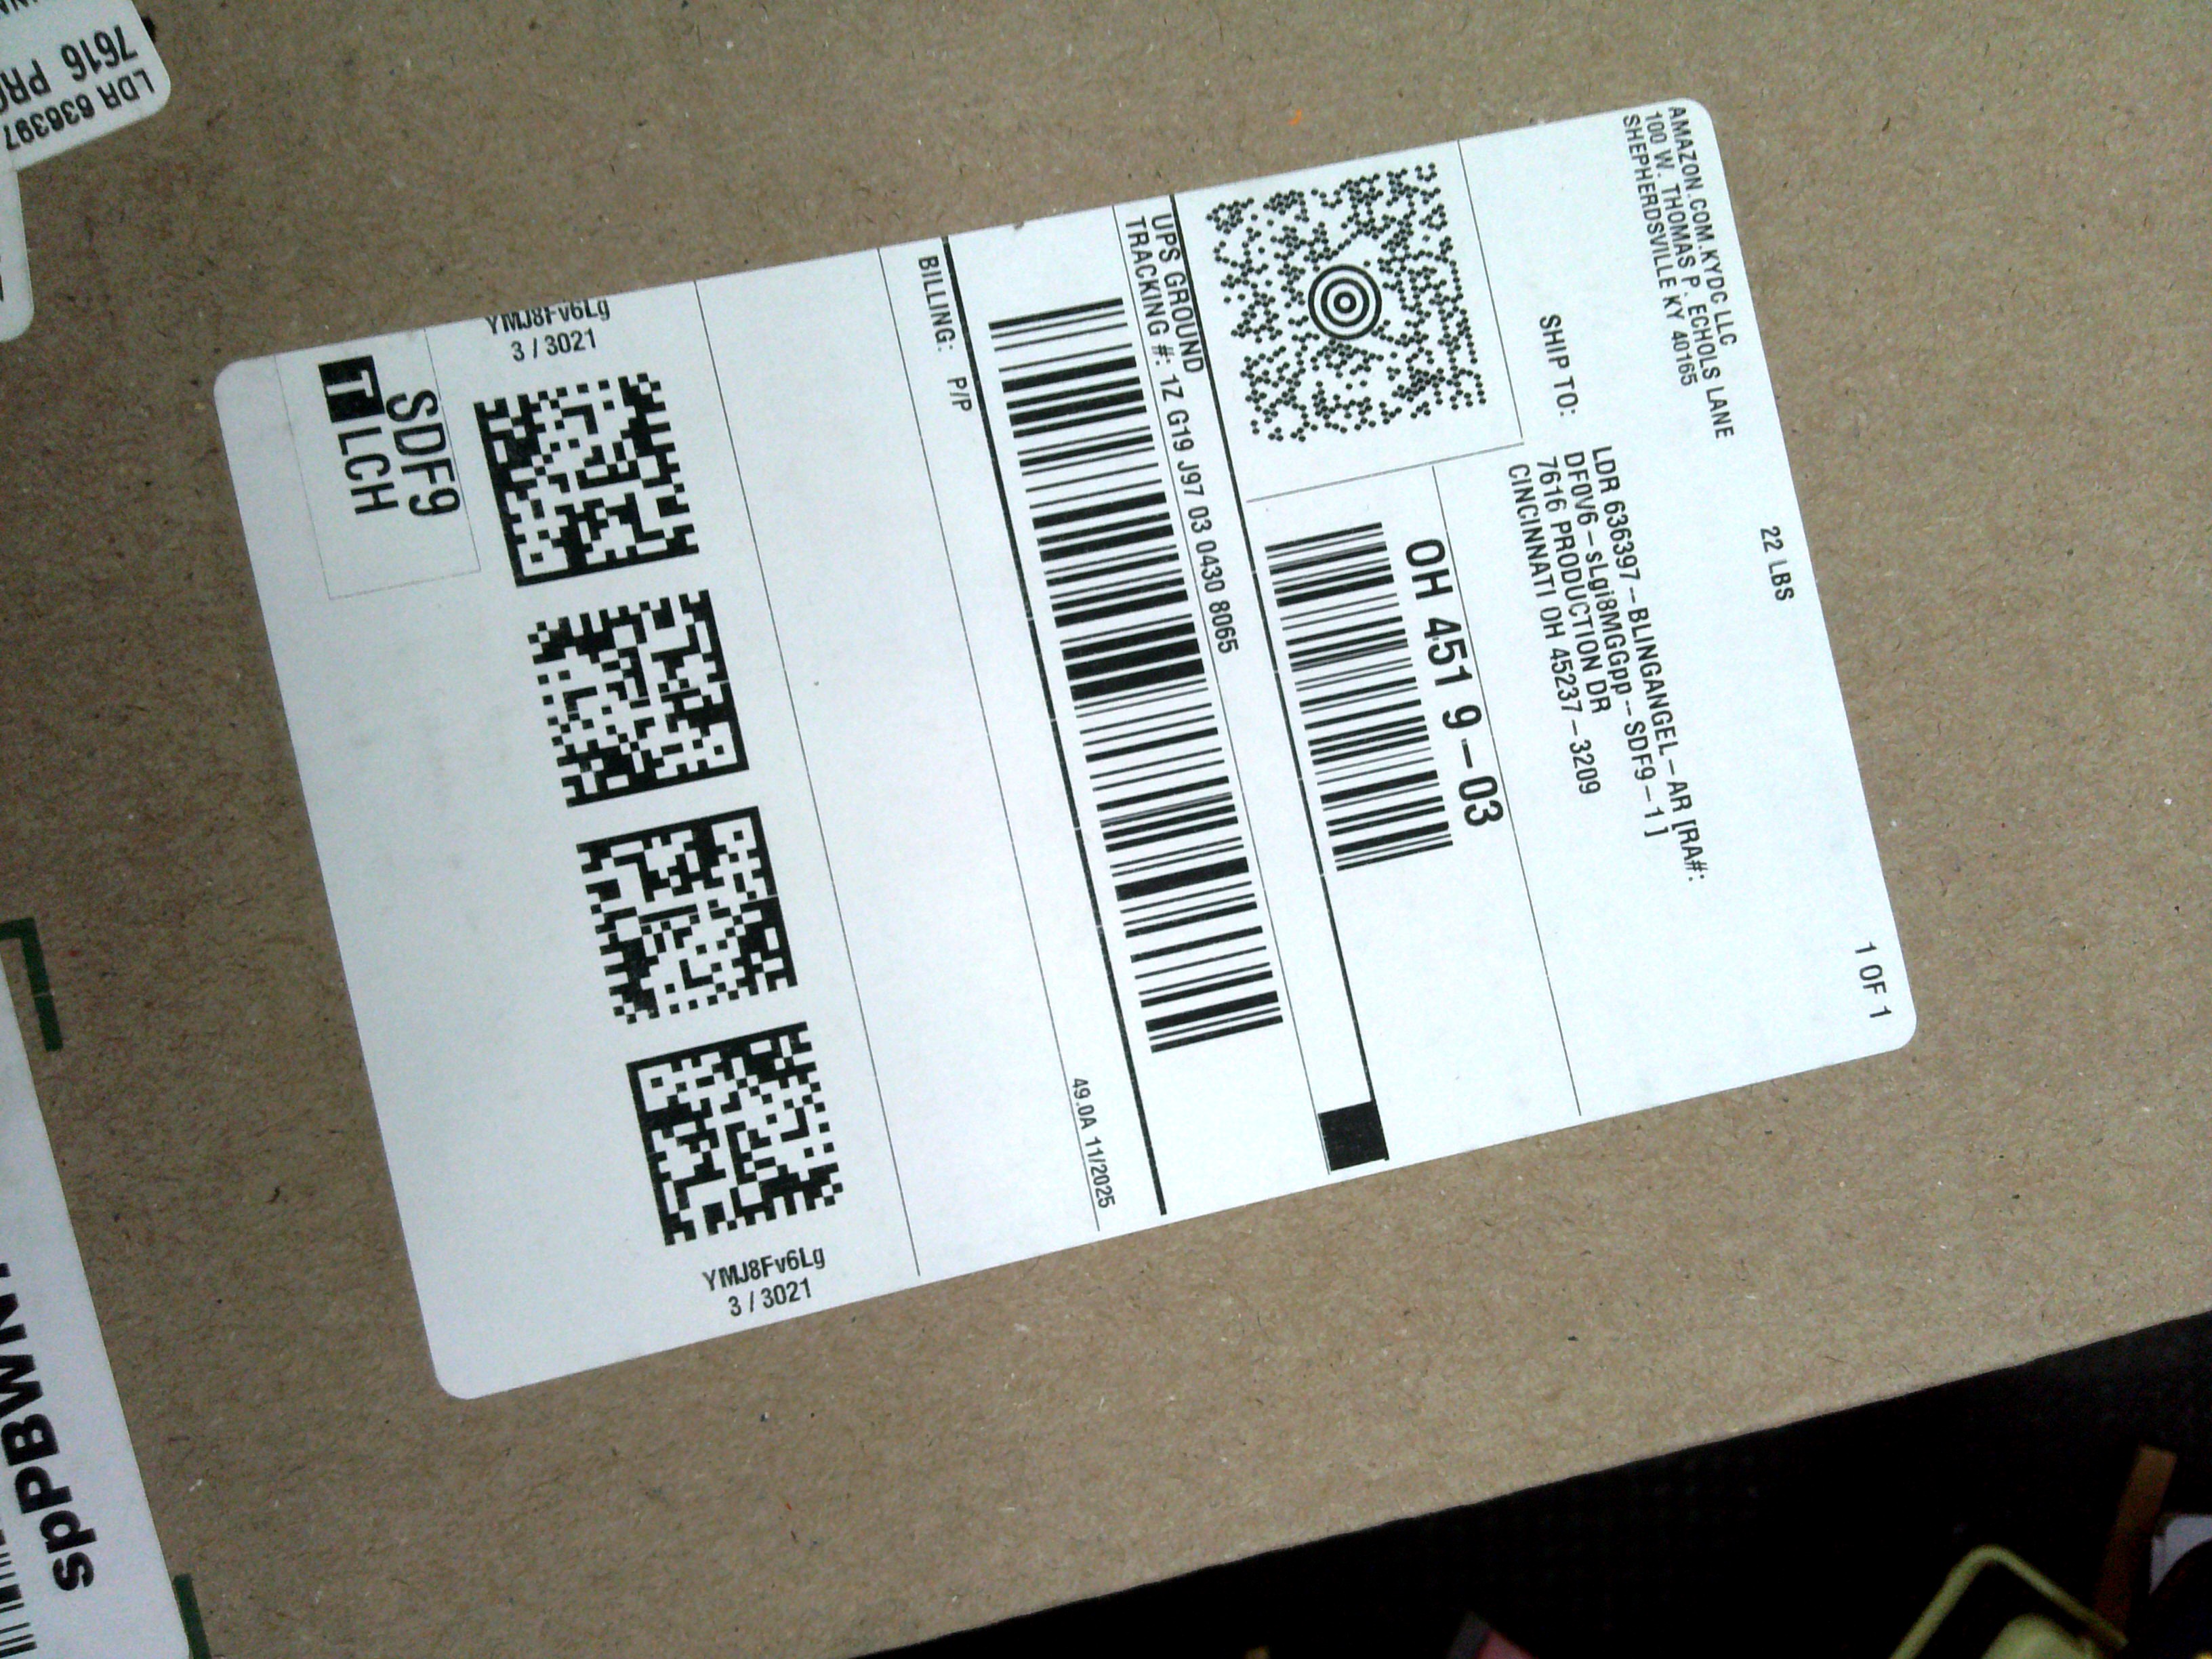 AMAZON.COM.KYDC LLC
100 W. THOMAS P. ECHOLS LANE
SHEPHERDSVILLE KY 40165
22 LBS
1 OF 1
SHIP TO:
LDR 636397 -- BLINGANGEL - AR [RA#:
DF0V6 - sLgi8MGGpp -- SDF9 - 1 ]
7616 PRODUCTION DR
CINCINNATI OH 45237 - 3209
OH 451 9-03
UPS GROUND
TRACKING #: 1Z G19 J97 03 0430 8065
BILLING: P/P
49.0A 11/2025
YMJ8Fv6Lg
3 / 3021
YMJ8Fv6Lg
3 / 3021
SDF9
T LCH
LDR 636397
7616
spPBW